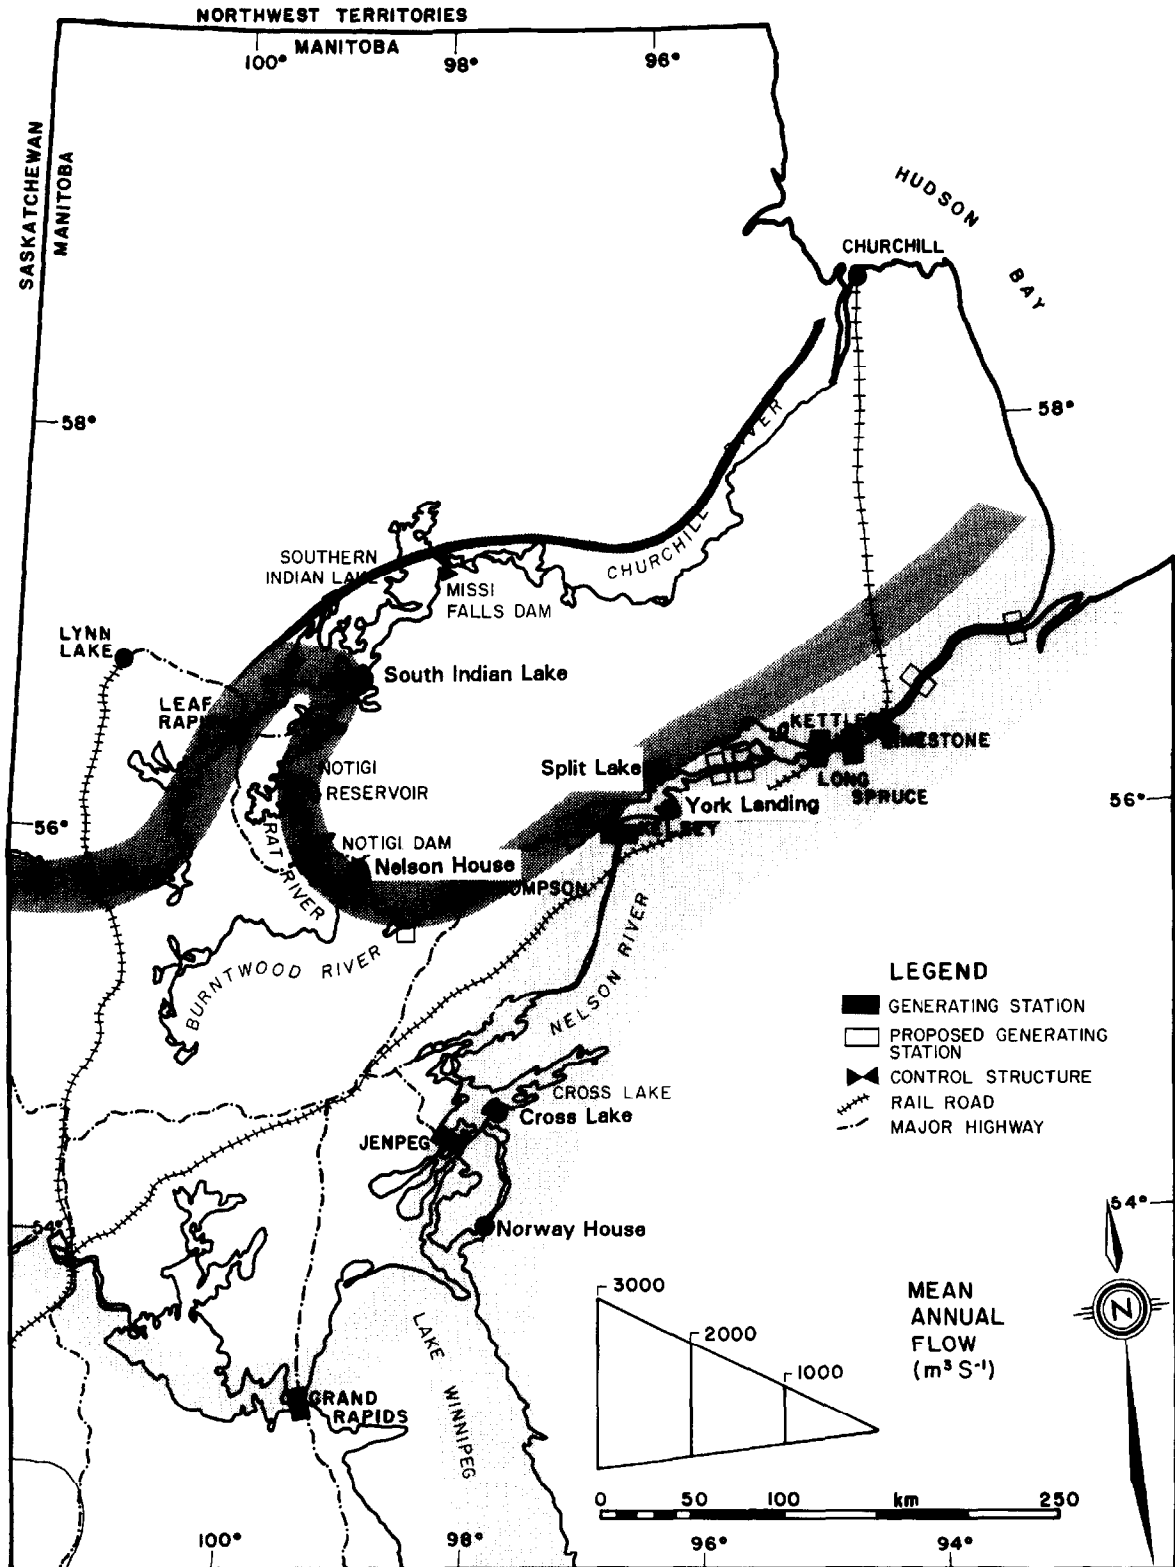 NORTHWEST TERRITORIES
MANITOBA
100°
98°
96°
SASKATCHEWAN
MANITOBA
HUDSON
BAY
CHURCHILL
58°
58°
RIVER
CHURCHILL
SOUTHERN
INDIAN LAKE
MISSI
FALLS DAM
LYNN
LAKE
South Indian Lake
LEAF
RAPIDS
KETTLE
LIMESTONE
Split Lake
NOTIGI
RESERVOIR
LONG
SPRUCE
York Landing
56°
56°
RAT RIVER
NOTIGI DAM
Nelson House
BURNTWOOD RIVER
NELSON RIVER
LEGEND
GENERATING STATION
PROPOSED GENERATING
STATION
CONTROL STRUCTURE
RAIL ROAD
MAJOR HIGHWAY
CROSS LAKE
Cross Lake
JENPEG
54°
54°
Norway House
3000
2000
1000
MEAN
ANNUAL
FLOW
(m³ S⁻¹)
N
LAKE WINNIPEG
GRAND
RAPIDS
0 50 100 km 250
100°
98°
96°
94°